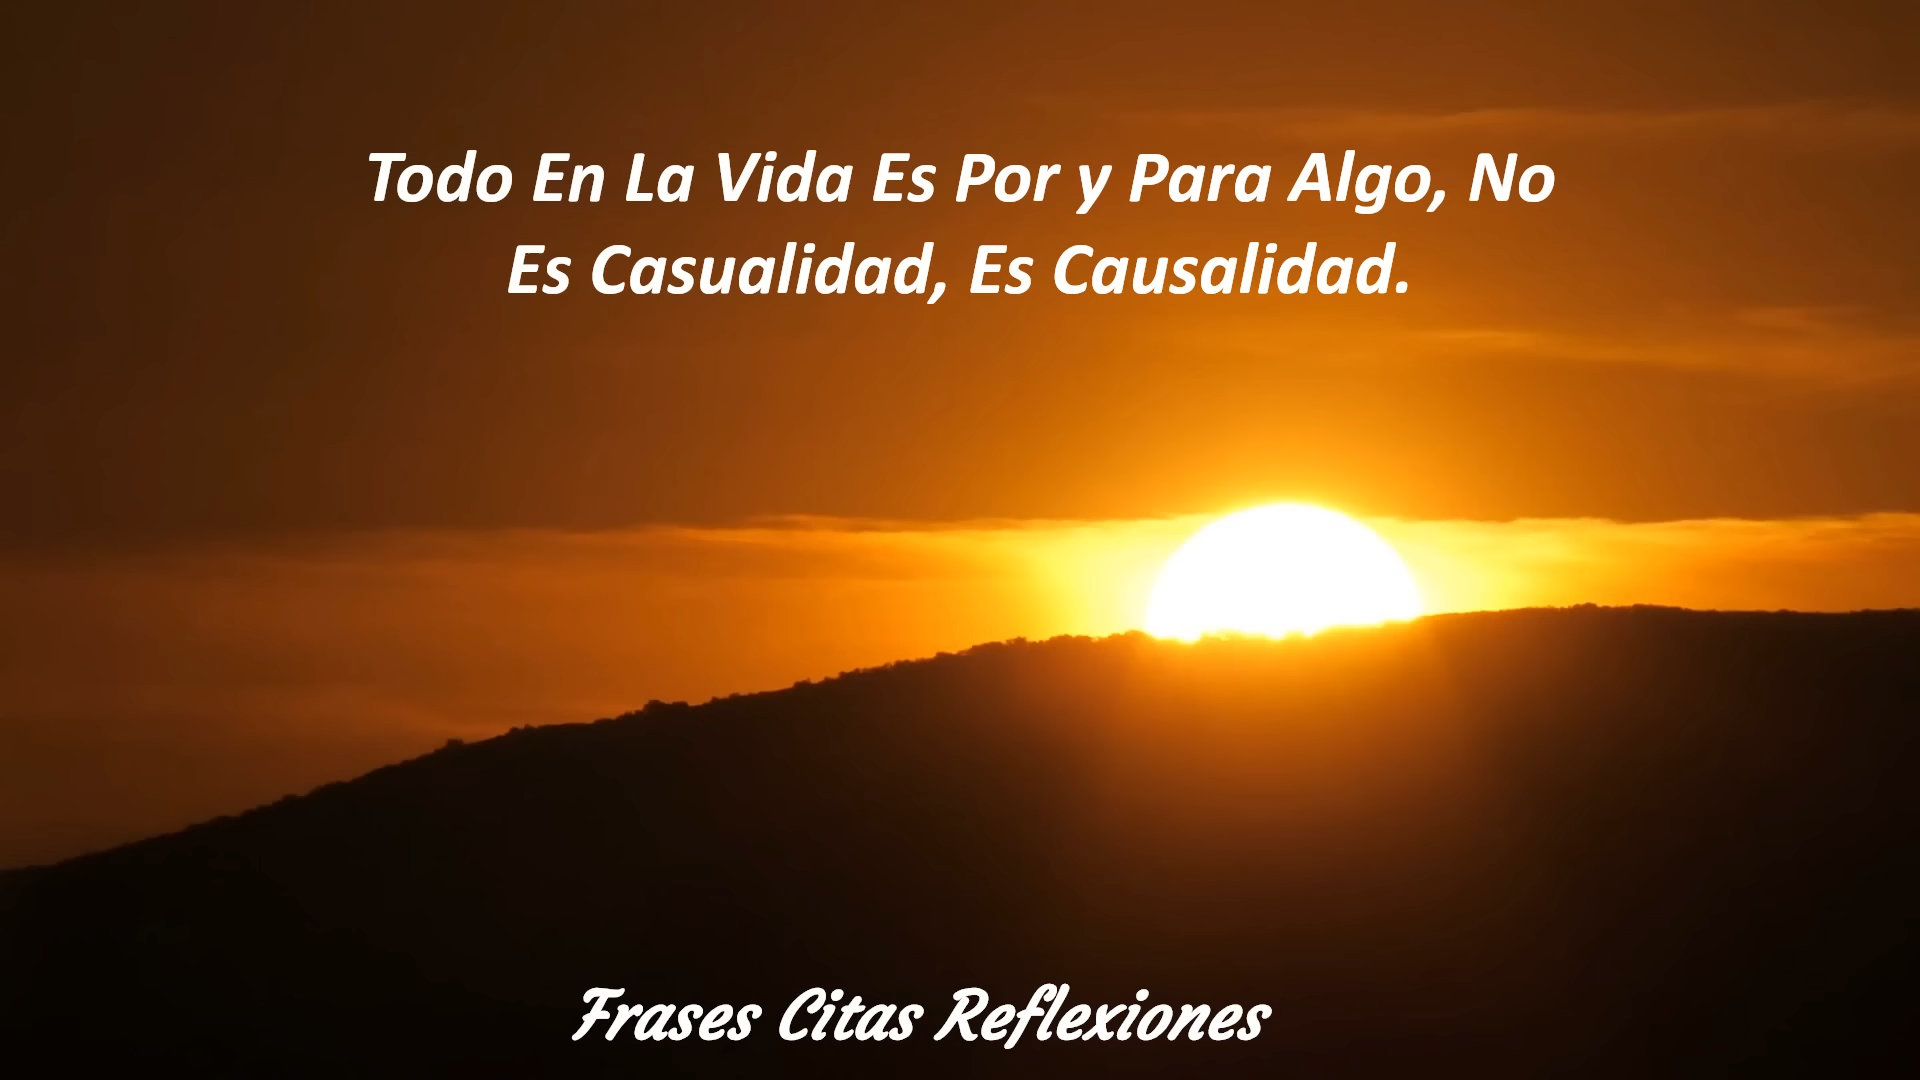 Todo En La Vida Es Por y Para Algo, No
Es Casualidad, Es Causalidad.
Frases Citas Reflexiones